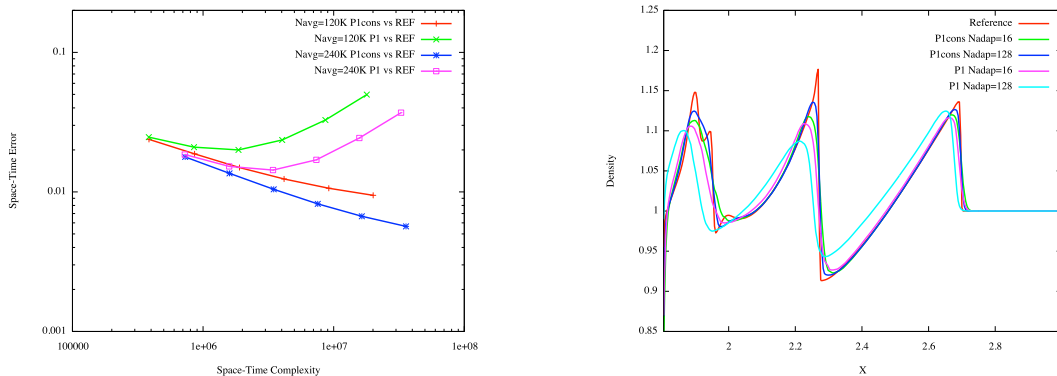 Navg=120K P1cons vs REF
Navg=120K P1 vs REF
Navg=240K P1cons vs REF
Navg=240K P1 vs REF
0.1
0.01
0.001
Space-Time Error
100000
1e+06
1e+07
1e+08
Space-Time Complexity
Reference
P1cons Nadap=16
P1cons Nadap=128
P1 Nadap=16
P1 Nadap=128
1.25
1.2
1.15
1.1
1.05
1
0.95
0.9
0.85
Density
2
2.2
2.4
2.6
2.8
X